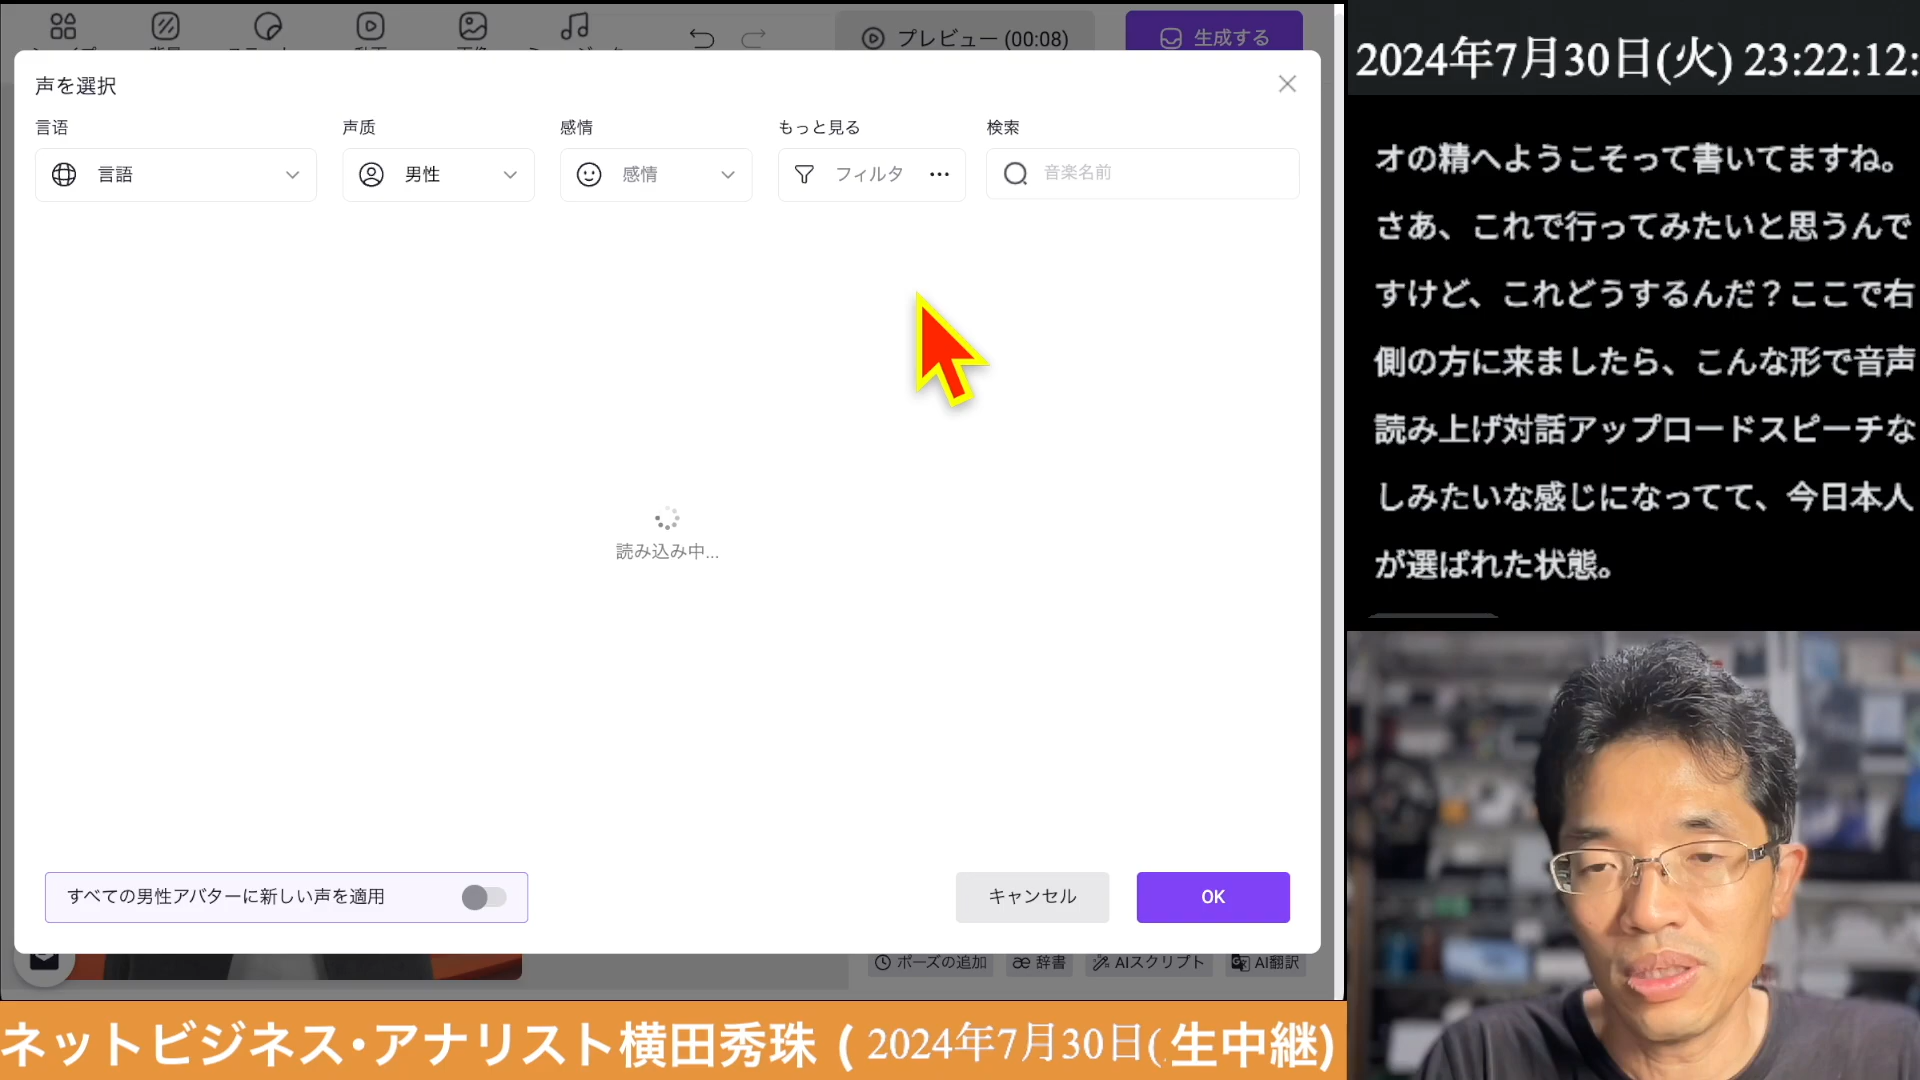 プレビュー (00:08)
生成する
声を選択
言语
声质
感情
もっと見る
検索
言語
男性
感情
フィルタ
音楽名前
読み込み中...
すべての男性アバターに新しい声を適用
キャンセル
OK
ポーズの追加
辞書
AIスクリプト
AI翻訳
2024年7月30日(火) 23:22:12:
オの精へようこそって書いてますね。
さあ、これで行ってみたいと思うんで
すけど、これどうするんだ？ここで右
側の方に来ましたら、こんな形で音声
読み上げ対話アップロードスピーチな
しみたいな感じになってて、今日本人
が選ばれた状態。
ネットビジネス・アナリスト横田秀珠 ( 2024年7月30日( 生中継)